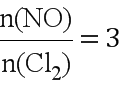 n(NO)
n(Cl₂)
= 3